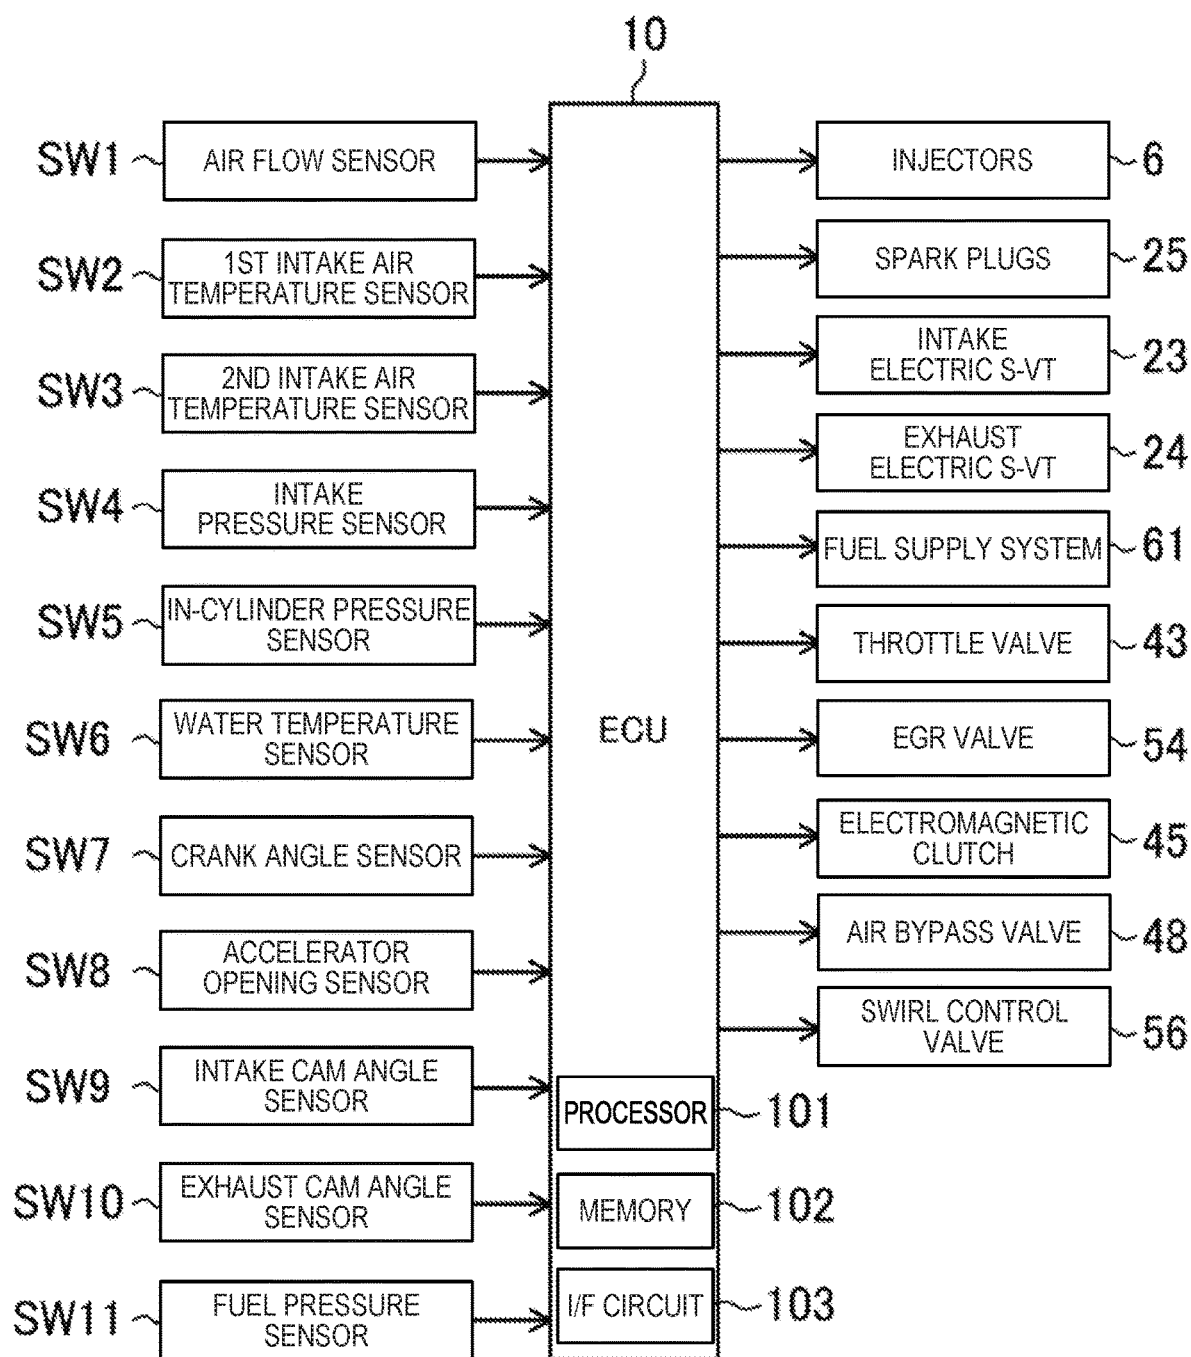 10
SW1
AIR FLOW SENSOR
SW2
1ST INTAKE AIR
TEMPERATURE SENSOR
SW3
2ND INTAKE AIR
TEMPERATURE SENSOR
SW4
INTAKE
PRESSURE SENSOR
SW5
IN-CYLINDER PRESSURE
SENSOR
SW6
WATER TEMPERATURE
SENSOR
SW7
CRANK ANGLE SENSOR
SW8
ACCELERATOR
OPENING SENSOR
SW9
INTAKE CAM ANGLE
SENSOR
SW10
EXHAUST CAM ANGLE
SENSOR
SW11
FUEL PRESSURE
SENSOR
ECU
PROCESSOR
101
MEMORY
102
I/F CIRCUIT
103
INJECTORS
6
SPARK PLUGS
25
INTAKE
ELECTRIC S-VT
23
EXHAUST
ELECTRIC S-VT
24
FUEL SUPPLY SYSTEM
61
THROTTLE VALVE
43
EGR VALVE
54
ELECTROMAGNETIC
CLUTCH
45
AIR BYPASS VALVE
48
SWIRL CONTROL
VALVE
56